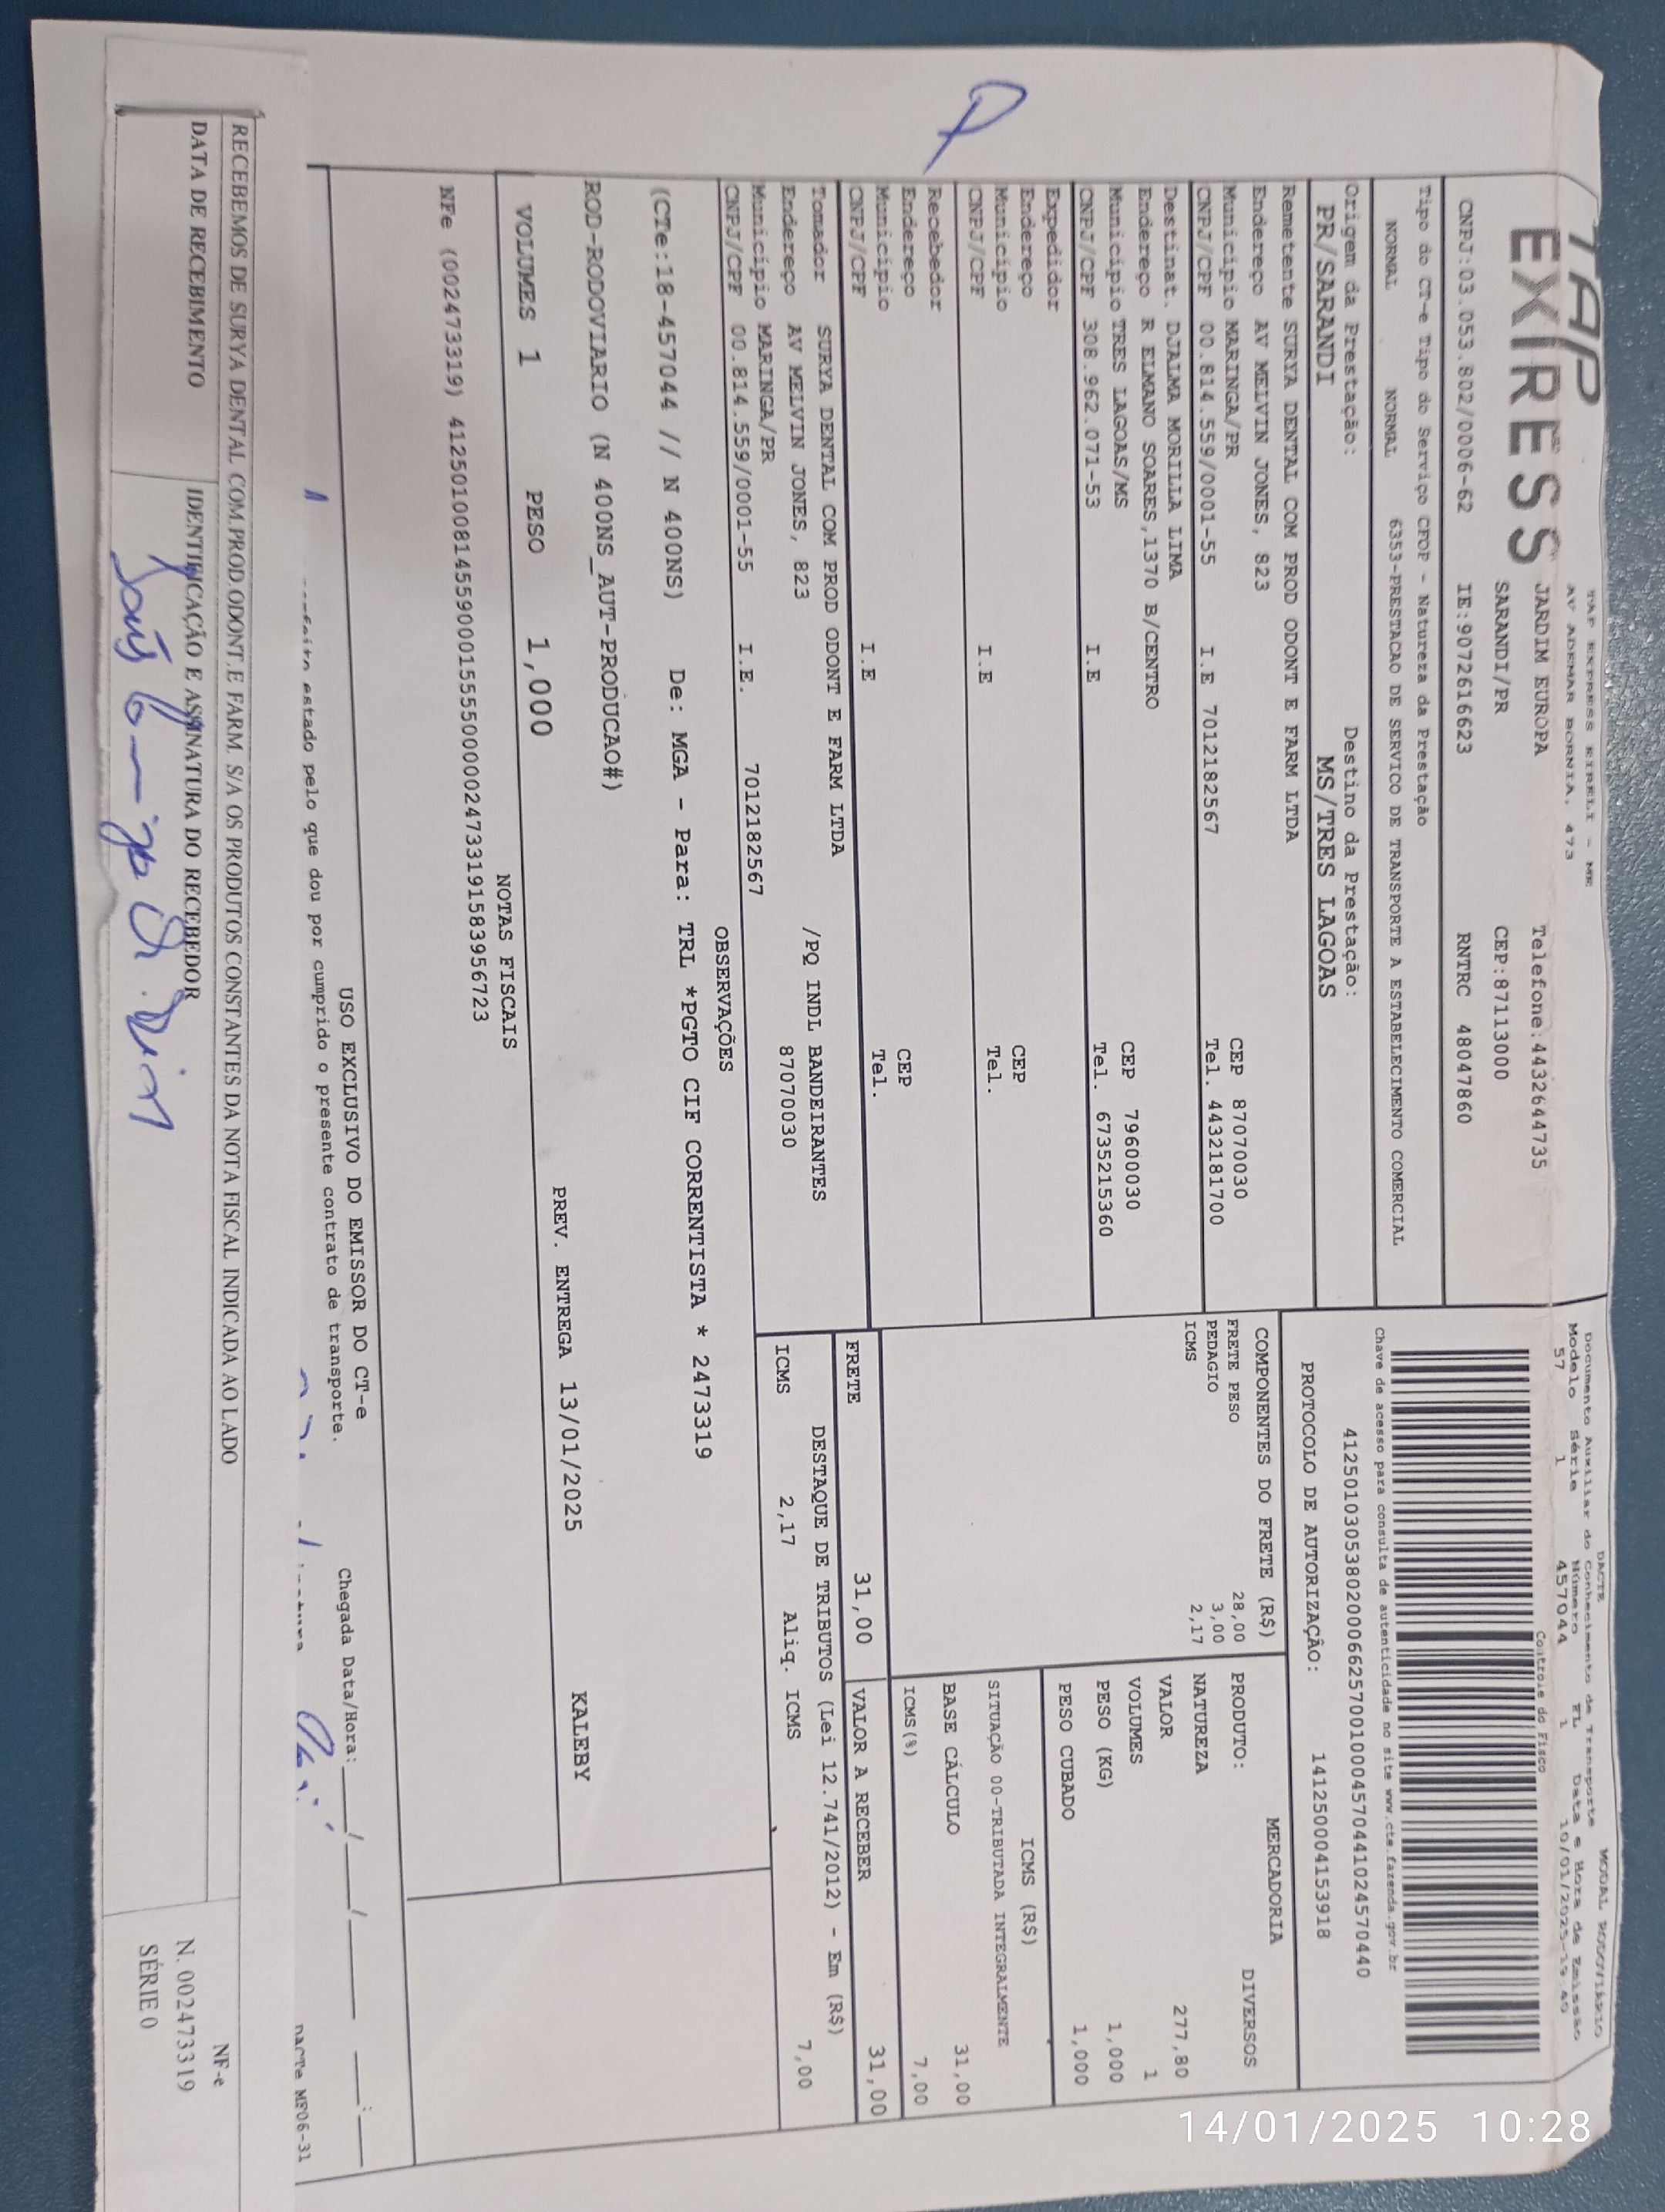 TAP
EXPRESS
TAP EXPRESS EIRELI - ME
AV ADEMAR BORNIA, 473
JARDIM EUROPA Telefone.4432644735
SARANDI/PR CEP:87113000
CNPJ:03.053.802/0006-62 IE:9072616623 RNTRC 48047860
DACTE MODAL RODOVIARIO
Documento Auxiliar do Conhecimento de Transporte
Modelo Série Número FL Data e Hora de Emissão
57 1 457044 1 10/01/2025-19:40
Controle do Fisco
Chave de acesso para consulta de autenticidade no site www.cte.fazenda.gov.br
41250103053802000662570010004570441024570440
PROTOCOLO DE AUTORIZAÇÃO: 141250004153918
Tipo do CT-e Tipo do Serviço CFOP - Natureza da Prestação
NORMAL NORMAL 6353-PRESTACAO DE SERVICO DE TRANSPORTE A ESTABELECIMENTO COMERCIAL
Origem da Prestação: Destino da Prestação:
PR/SARANDI MS/TRES LAGOAS
Remetente SURYA DENTAL COM PROD ODONT E FARM LTDA
Endereço AV MELVIN JONES, 823
Município MARINGA/PR CEP 87070030
CNPJ/CPF 00.814.559/0001-55 I.E 7012182567 Tel. 4432181700
Destinat. DJALMA MORILLA LIMA
Endereço R ELMANO SOARES,1370 B/CENTRO
Município TRES LAGOAS/MS CEP 79600030
CNPJ/CPF 308.962.071-53 I.E Tel. 6735215360
Expedidor
Endereço
Município CEP
CNPJ/CPF I.E Tel.
Recebedor
Endereço
Município CEP
CNPJ/CPF I.E Tel.
Tomador SURYA DENTAL COM PROD ODONT E FARM LTDA
Endereço AV MELVIN JONES, 823 /PQ INDL BANDEIRANTES
Município MARINGA/PR 87070030
CNPJ/CPF 00.814.559/0001-55 I.E. 7012182567
COMPONENTES DO FRETE (R$)
FRETE PESO 28,00
PEDAGIO 3,00
ICMS 2,17
MERCADORIA
PRODUTO: DIVERSOS
NATUREZA
VALOR 277,80
VOLUMES 1
PESO (KG) 1,000
PESO CUBADO 1,000
ICMS (R$)
SITUAÇÃO 00-TRIBUTADA INTEGRALMENTE
BASE CÁLCULO 31,00
ICMS(%) 7,00
FRETE 31,00 VALOR A RECEBER 31,00
DESTAQUE DE TRIBUTOS (Lei 12.741/2012) - Em (R$)
ICMS 2,17 Aliq. ICMS 7,00
OBSERVAÇÕES
(CTe:18-457044 // N 400NS) De: MGA - Para: TRL *PGTO CIF CORRENTISTA * 2473319
ROD-RODOVIARIO (N 400NS_AUT-PRODUCAO#)
VOLUMES 1 PESO 1,000 PREV. ENTREGA 13/01/2025 KALEBY
NOTAS FISCAIS
NFe (002473319) 41250100814559000155550000024733191583956723
USO EXCLUSIVO DO EMISSOR DO CT-e
estado pelo que dou por cumprido o presente contrato de transporte.
Chegada Data/Hora: ___/___/_____ __:__
DACTe MF06-31
RECEBEMOS DE SURYA DENTAL COM.PROD.ODONT.E FARM. S/A OS PRODUTOS CONSTANTES DA NOTA FISCAL INDICADA AO LADO
DATA DE RECEBIMENTO IDENTIFICAÇÃO E ASSINATURA DO RECEBEDOR
NF-e
N. 002473319
SÉRIE 0
14/01/2025 10:28